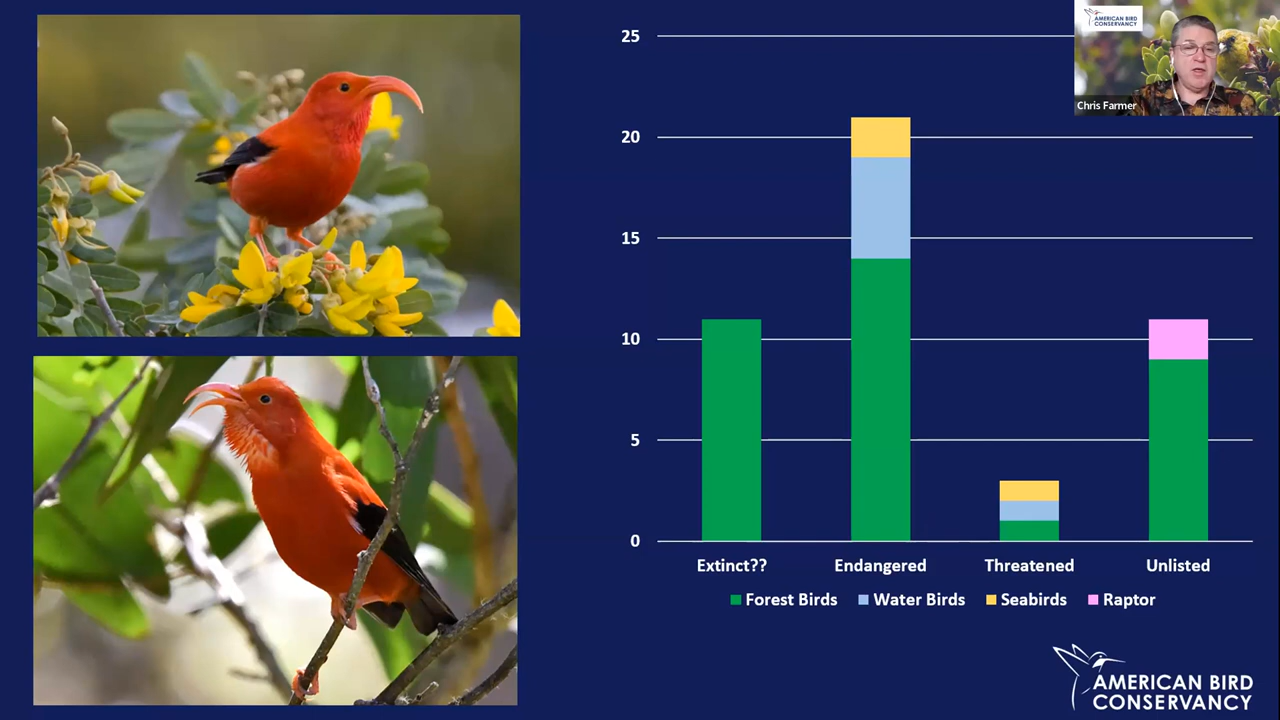 AMERICAN BIRD
CONSERVANCY
Chris Farmer
25
20
15
10
5
0
Extinct?? Endangered Threatened Unlisted
Forest Birds Water Birds Seabirds Raptor
AMERICAN BIRD
CONSERVANCY